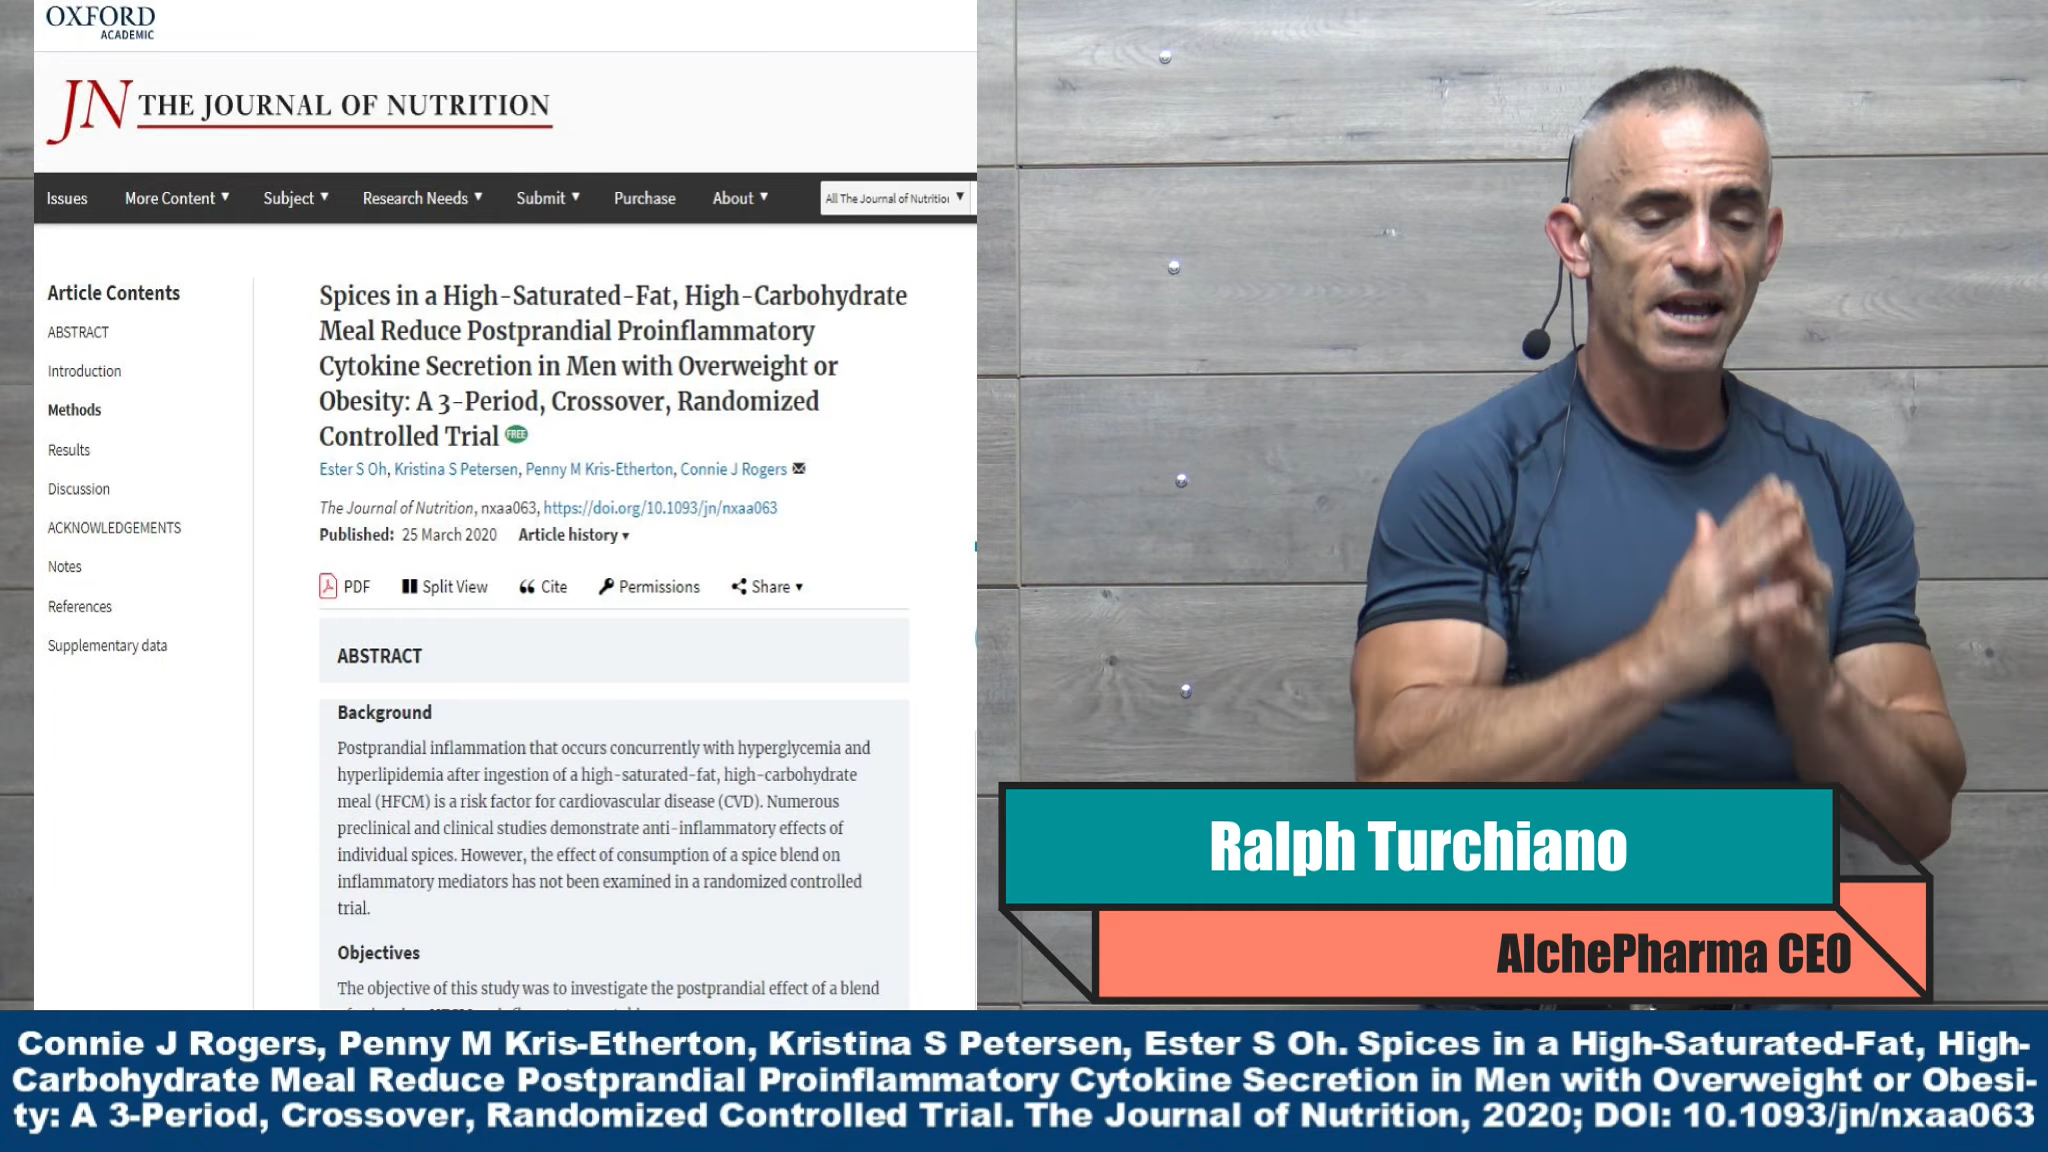 OXFORD
ACADEMIC
JN THE JOURNAL OF NUTRITION
Issues More Content Subject Research Needs Submit Purchase About All The Journal of Nutrition
Article Contents
ABSTRACT
Introduction
Methods
Results
Discussion
ACKNOWLEDGEMENTS
Notes
References
Supplementary data
Spices in a High-Saturated-Fat, High-Carbohydrate
Meal Reduce Postprandial Proinflammatory
Cytokine Secretion in Men with Overweight or
Obesity: A 3-Period, Crossover, Randomized
Controlled Trial FREE
Ester S Oh, Kristina S Petersen, Penny M Kris-Etherton, Connie J Rogers
The Journal of Nutrition, nxaa063, https://doi.org/10.1093/jn/nxaa063
Published: 25 March 2020 Article history
PDF Split View Cite Permissions Share
ABSTRACT
Background
Postprandial inflammation that occurs concurrently with hyperglycemia and
hyperlipidemia after ingestion of a high-saturated-fat, high-carbohydrate
meal (HFCM) is a risk factor for cardiovascular disease (CVD). Numerous
preclinical and clinical studies demonstrate anti-inflammatory effects of
individual spices. However, the effect of consumption of a spice blend on
inflammatory mediators has not been examined in a randomized controlled
trial.
Objectives
The objective of this study was to investigate the postprandial effect of a blend
Ralph Turchiano
AlchePharma CEO
Connie J Rogers, Penny M Kris-Etherton, Kristina S Petersen, Ester S Oh. Spices in a High-Saturated-Fat, High-
Carbohydrate Meal Reduce Postprandial Proinflammatory Cytokine Secretion in Men with Overweight or Obesi-
ty: A 3-Period, Crossover, Randomized Controlled Trial. The Journal of Nutrition, 2020; DOI: 10.1093/jn/nxaa063